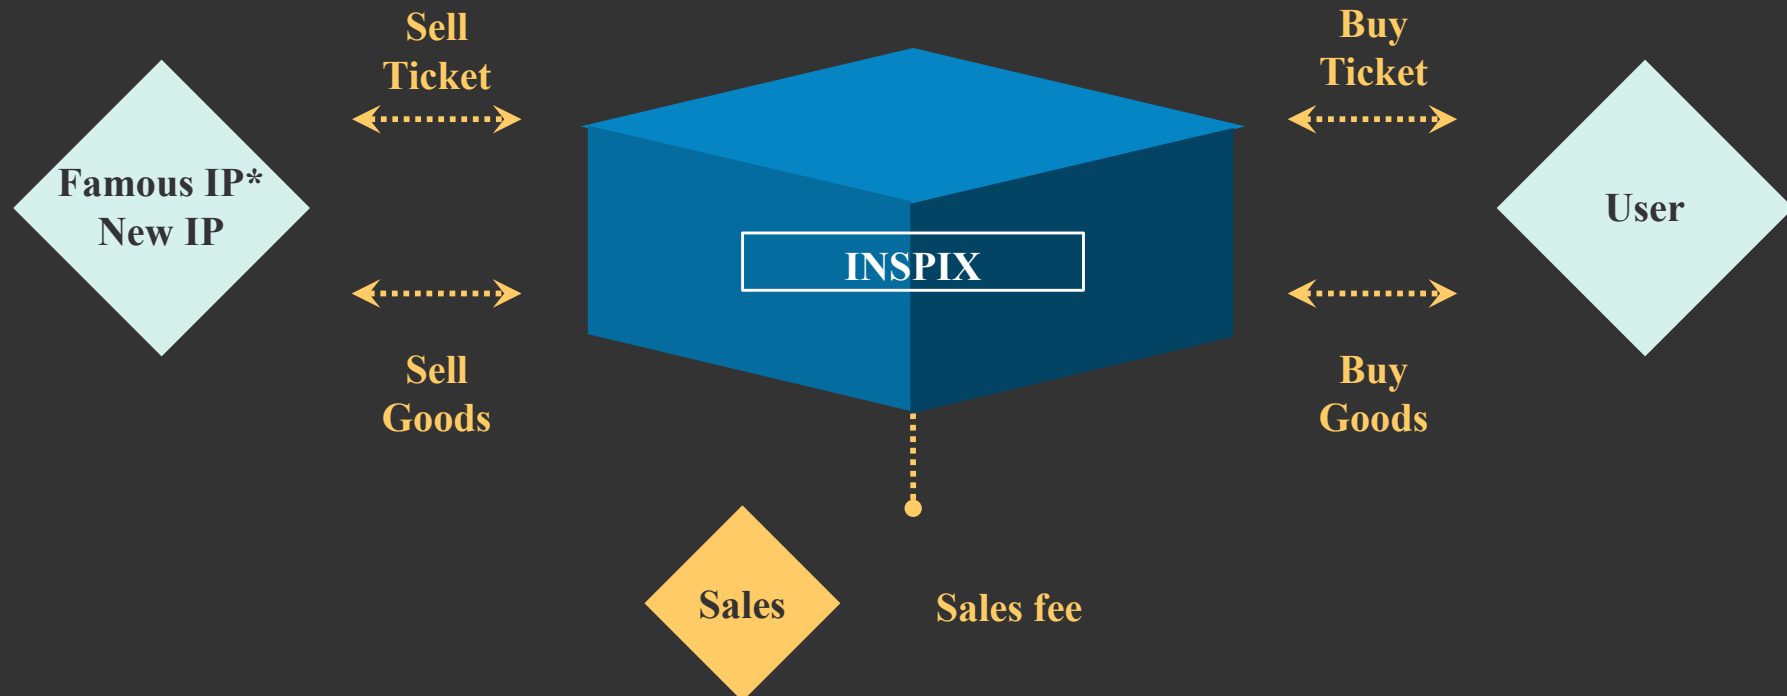 Sell
Ticket
Buy
Ticket
Famous IP*
New IP
INSPIX
User
Sell
Goods
Buy
Goods
Sales
Sales fee